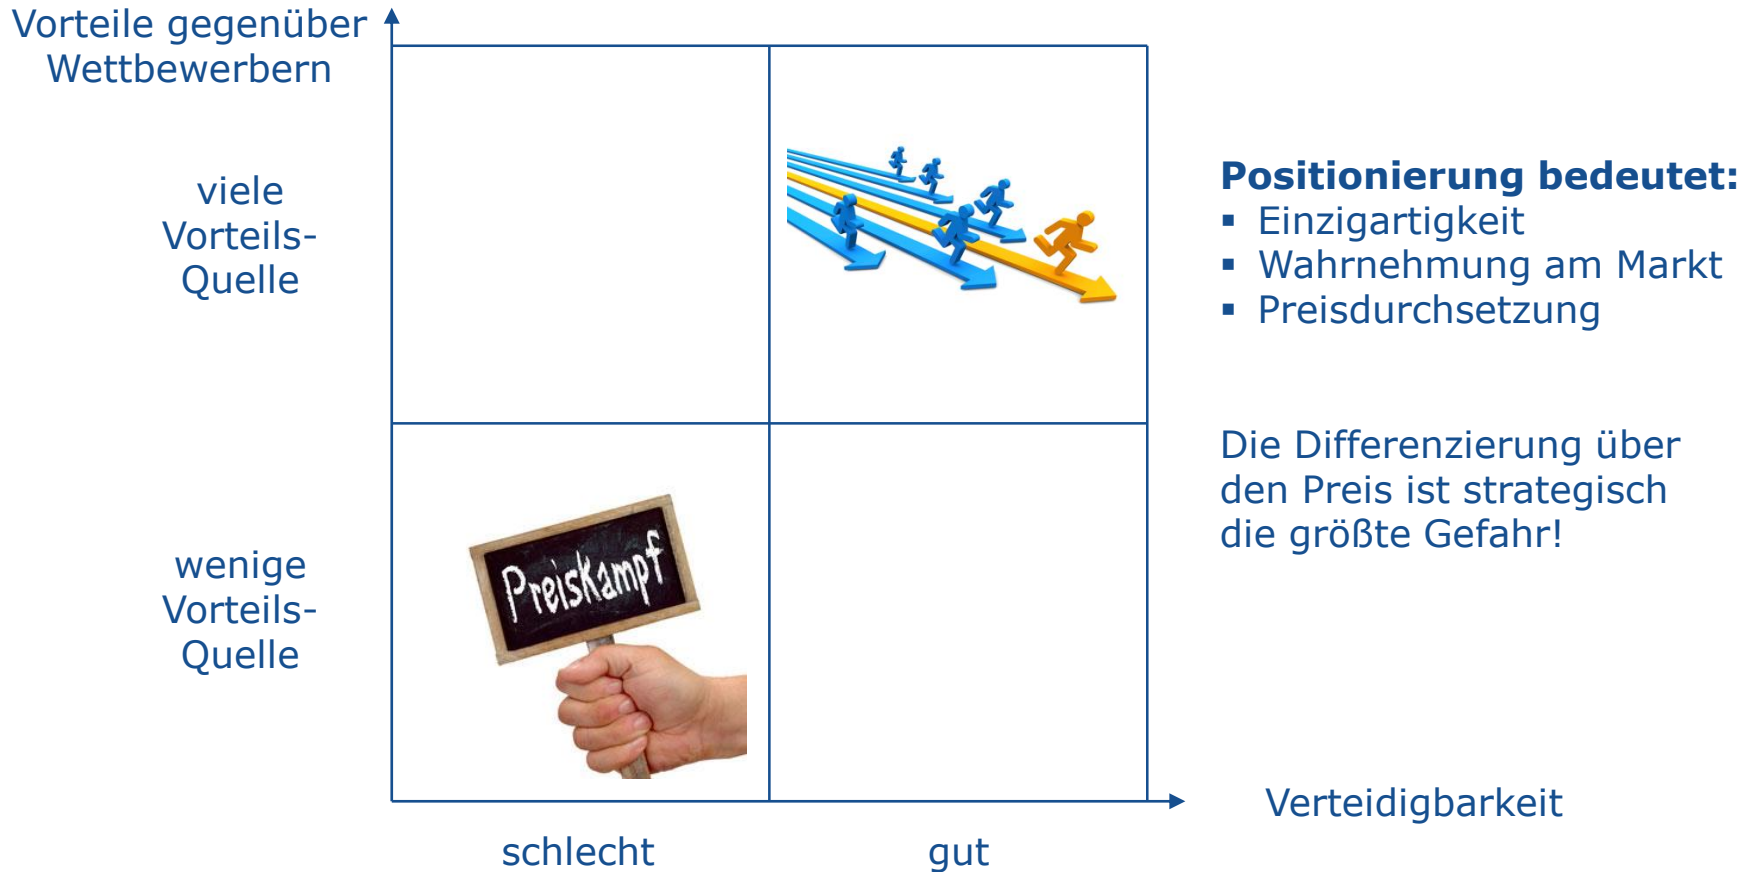 Vorteile gegenüber
Wettbewerbern
viele
Vorteils-
Quelle
Positionierung bedeutet:
▪ Einzigartigkeit
▪ Wahrnehmung am Markt
▪ Preisdurchsetzung
Die Differenzierung über
den Preis ist strategisch
die größte Gefahr!
wenige
Vorteils-
Quelle
Preiskampf
Verteidigbarkeit
schlecht
gut